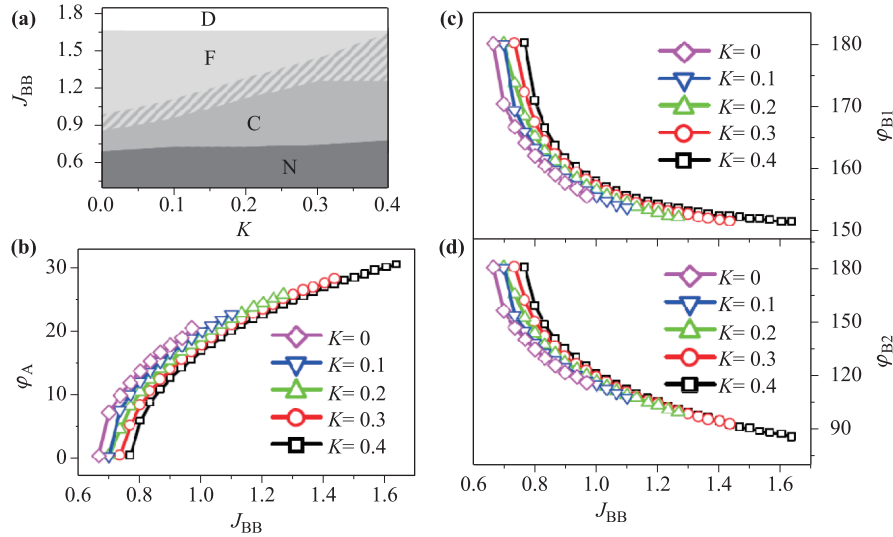 (a)
1.8
1.5
1.2
0.9
0.6
J_BB
D
F
C
N
0.0 0.1 0.2 0.3 0.4
K
(b)
30
20
10
0
φ_A
K= 0
K= 0.1
K= 0.2
K= 0.3
K= 0.4
0.6 0.8 1.0 1.2 1.4 1.6
J_BB
(c)
K= 0
K= 0.1
K= 0.2
K= 0.3
K= 0.4
180
170
160
150
φ_B1
(d)
K= 0
K= 0.1
K= 0.2
K= 0.3
K= 0.4
180
150
120
90
φ_B2
0.6 0.8 1.0 1.2 1.4 1.6
J_BB